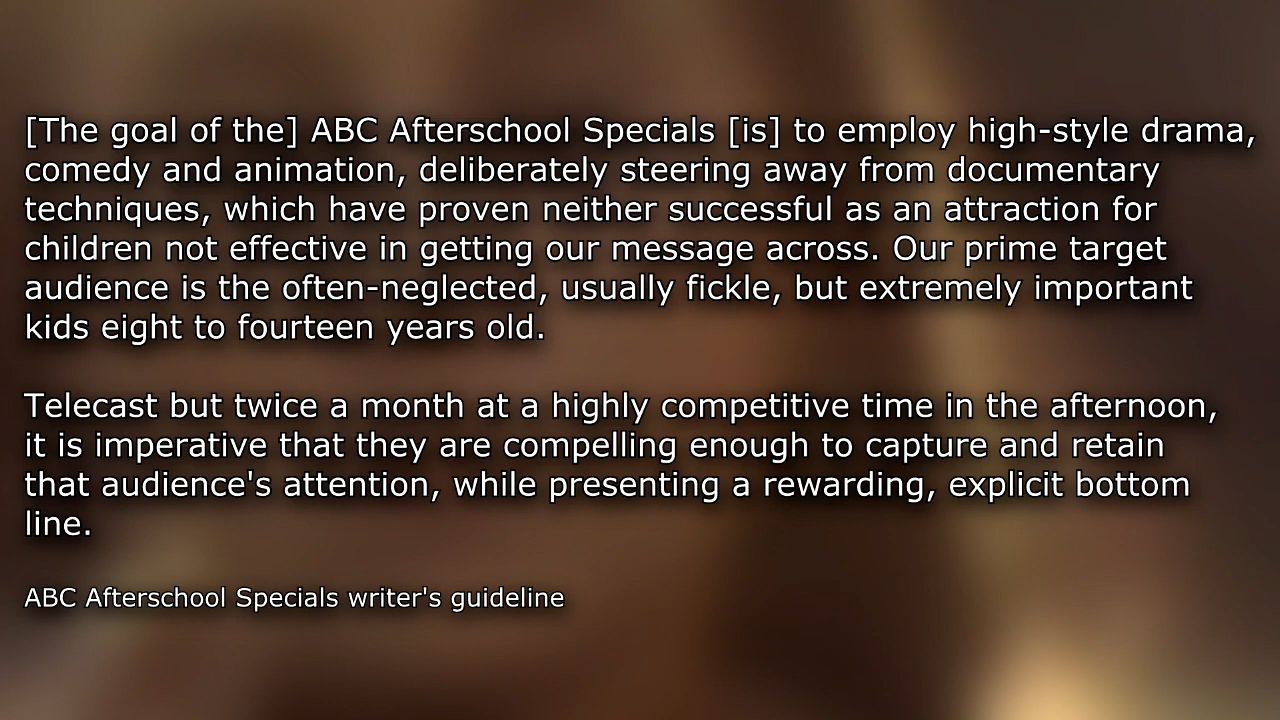 [The goal of the] ABC Afterschool Specials [is] to employ high-style drama,
comedy and animation, deliberately steering away from documentary
techniques, which have proven neither successful as an attraction for
children not effective in getting our message across. Our prime target
audience is the often-neglected, usually fickle, but extremely important
kids eight to fourteen years old.
Telecast but twice a month at a highly competitive time in the afternoon,
it is imperative that they are compelling enough to capture and retain
that audience's attention, while presenting a rewarding, explicit bottom
line.
ABC Afterschool Specials writer's guideline